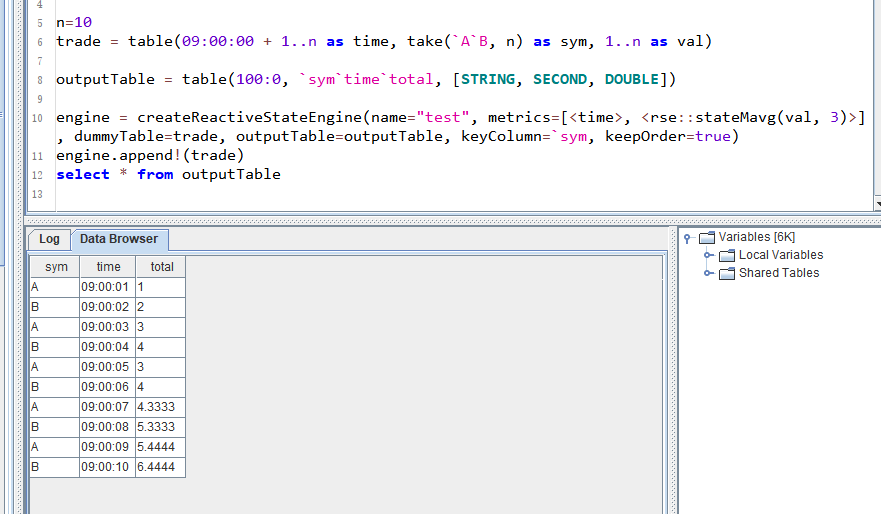 4
5 n=10
6 trade = table(09:00:00 + 1..n as time, take(`A`B, n) as sym, 1..n as val)
7
8 outputTable = table(100:0, `sym`time`total, [STRING, SECOND, DOUBLE])
9
10 engine = createReactiveStateEngine(name="test", metrics=[<time>, <rse::stateMavg(val, 3)>]
, dummyTable=trade, outputTable=outputTable, keyColumn=`sym, keepOrder=true)
11 engine.append!(trade)
12 select * from outputTable
13
Log Data Browser
sym time total
A 09:00:01 1
B 09:00:02 2
A 09:00:03 3
B 09:00:04 4
A 09:00:05 3
B 09:00:06 4
A 09:00:07 4.3333
B 09:00:08 5.3333
A 09:00:09 5.4444
B 09:00:10 6.4444
Variables [6K]
Local Variables
Shared Tables